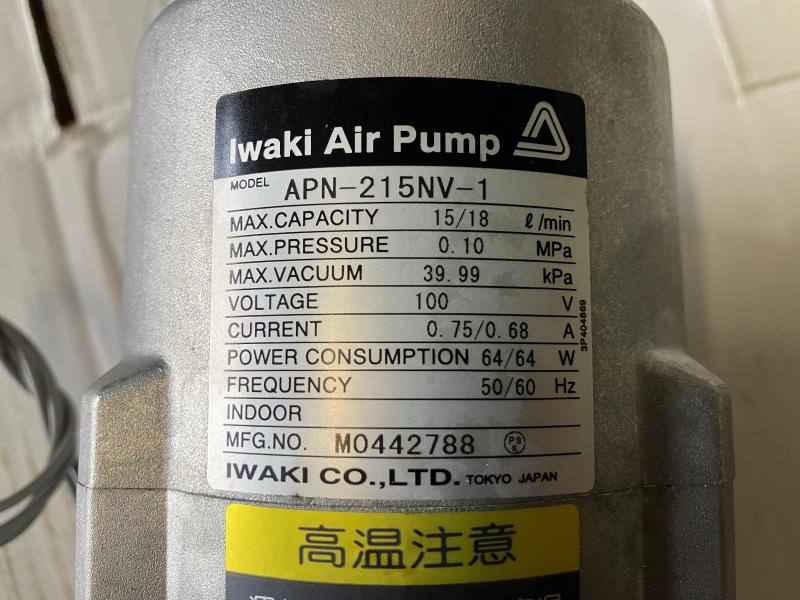 Iwaki Air Pump
MODEL APN-215NV-1
MAX.CAPACITY 15/18 ℓ/min
MAX.PRESSURE 0.10 MPa
MAX.VACUUM 39.99 kPa
VOLTAGE 100 V
CURRENT 0.75/0.68 A
POWER CONSUMPTION 64/64 W
FREQUENCY 50/60 Hz
INDOOR
MFG.NO. M0442788 PSE
IWAKI CO.,LTD. TOKYO JAPAN
3P404869
高温注意